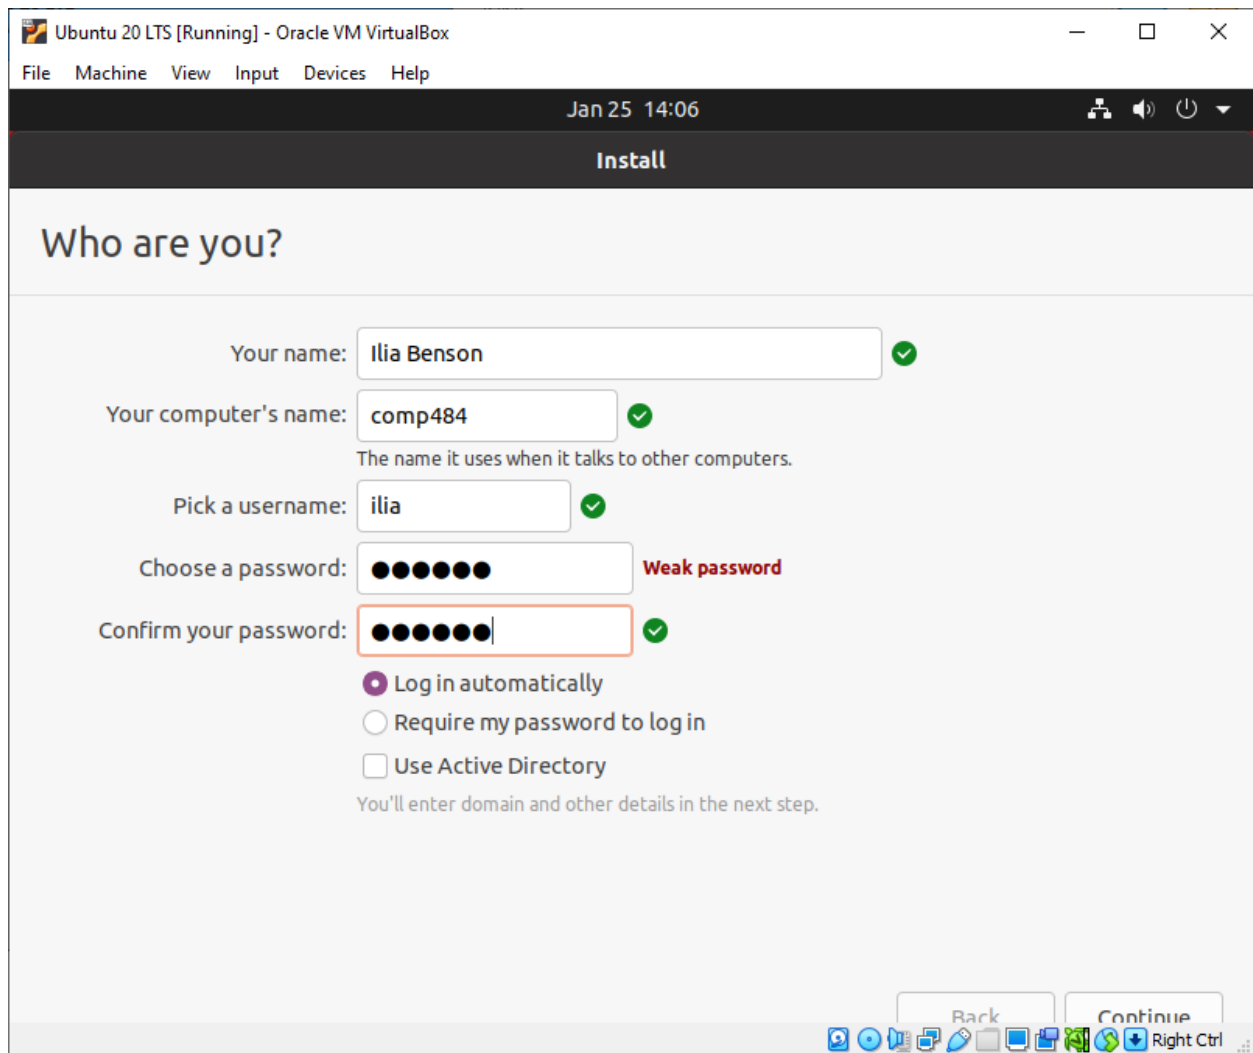 Ubuntu 20 LTS [Running] - Oracle VM VirtualBox
File Machine View Input Devices Help
Jan 25 14:06
Install
Who are you?
Your name: Ilia Benson
Your computer's name: comp484
The name it uses when it talks to other computers.
Pick a username: ilia
Choose a password: ●●●●●● Weak password
Confirm your password: ●●●●●●
Log in automatically
Require my password to log in
Use Active Directory
You'll enter domain and other details in the next step.
Back Continue
Right Ctrl